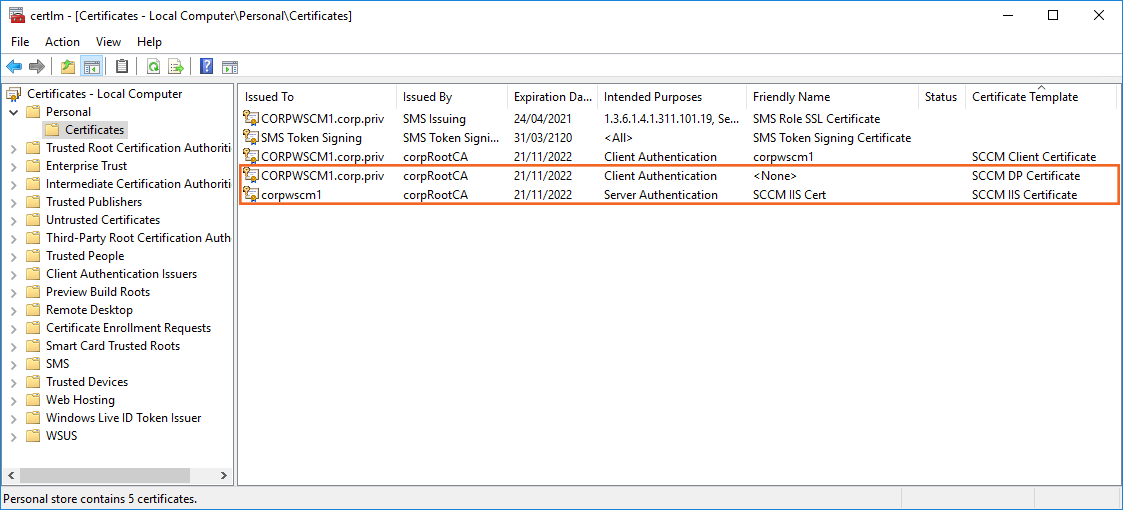 certlm - [Certificates - Local Computer\Personal\Certificates]
File Action View Help
Certificates - Local Computer
Personal
Certificates
Trusted Root Certification Authoriti
Enterprise Trust
Intermediate Certification Authoriti
Trusted Publishers
Untrusted Certificates
Third-Party Root Certification Auth
Trusted People
Client Authentication Issuers
Preview Build Roots
Remote Desktop
Certificate Enrollment Requests
Smart Card Trusted Roots
SMS
Trusted Devices
Web Hosting
Windows Live ID Token Issuer
WSUS
Issued To Issued By Expiration Da... Intended Purposes Friendly Name Status Certificate Template
CORPWSCM1.corp.priv SMS Issuing 24/04/2021 1.3.6.1.4.1.311.101.19, Se... SMS Role SSL Certificate
SMS Token Signing SMS Token Signi... 31/03/2120 <All> SMS Token Signing Certificate
CORPWSCM1.corp.priv corpRootCA 21/11/2022 Client Authentication corpwscm1 SCCM Client Certificate
CORPWSCM1.corp.priv corpRootCA 21/11/2022 Client Authentication <None> SCCM DP Certificate
corpwscm1 corpRootCA 21/11/2022 Server Authentication SCCM IIS Cert SCCM IIS Certificate
Personal store contains 5 certificates.